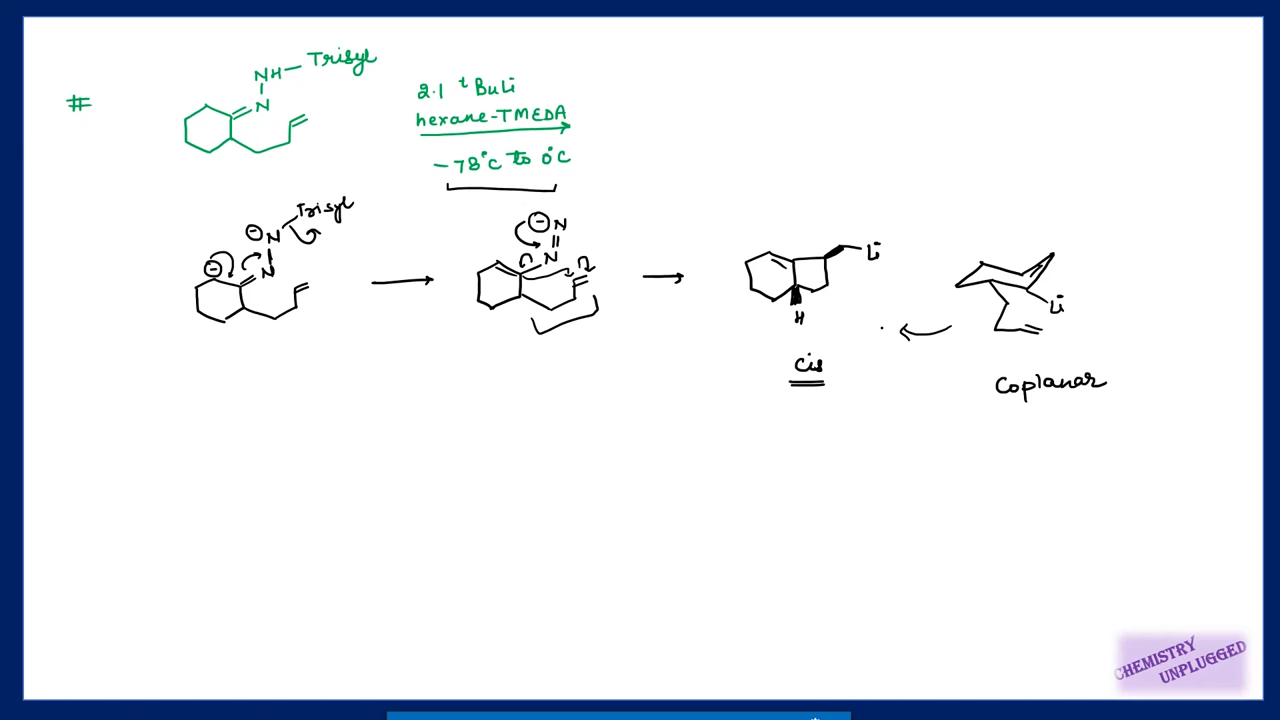 #
NH - Trisyl
N
2.1 ᵗBuLi
hexane-TMEDA
-78°C to 0°C
⊖ N Trisyl
⊖ N
⊖ N
N
Li
H
Li
Cis
Coplanar
CHEMISTRY
UNPLUGGED